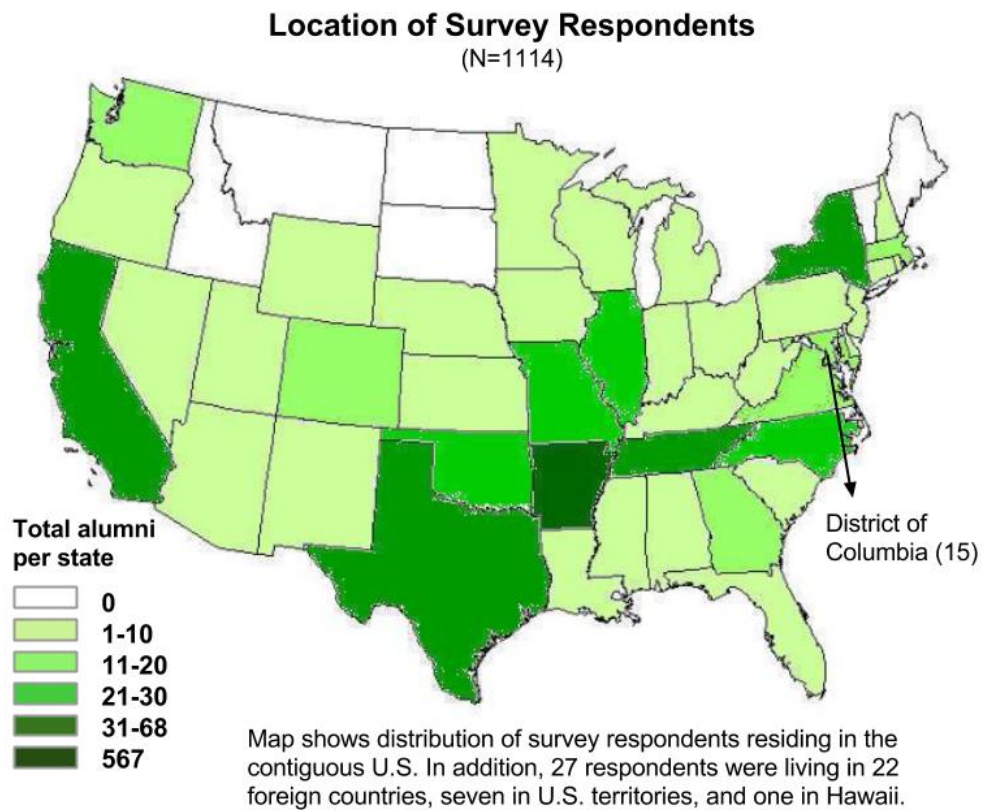 Location of Survey Respondents
(N=1114)
District of
Columbia (15)
Total alumni
per state
0
1-10
11-20
21-30
31-68
567
Map shows distribution of survey respondents residing in the
contiguous U.S. In addition, 27 respondents were living in 22
foreign countries, seven in U.S. territories, and one in Hawaii.